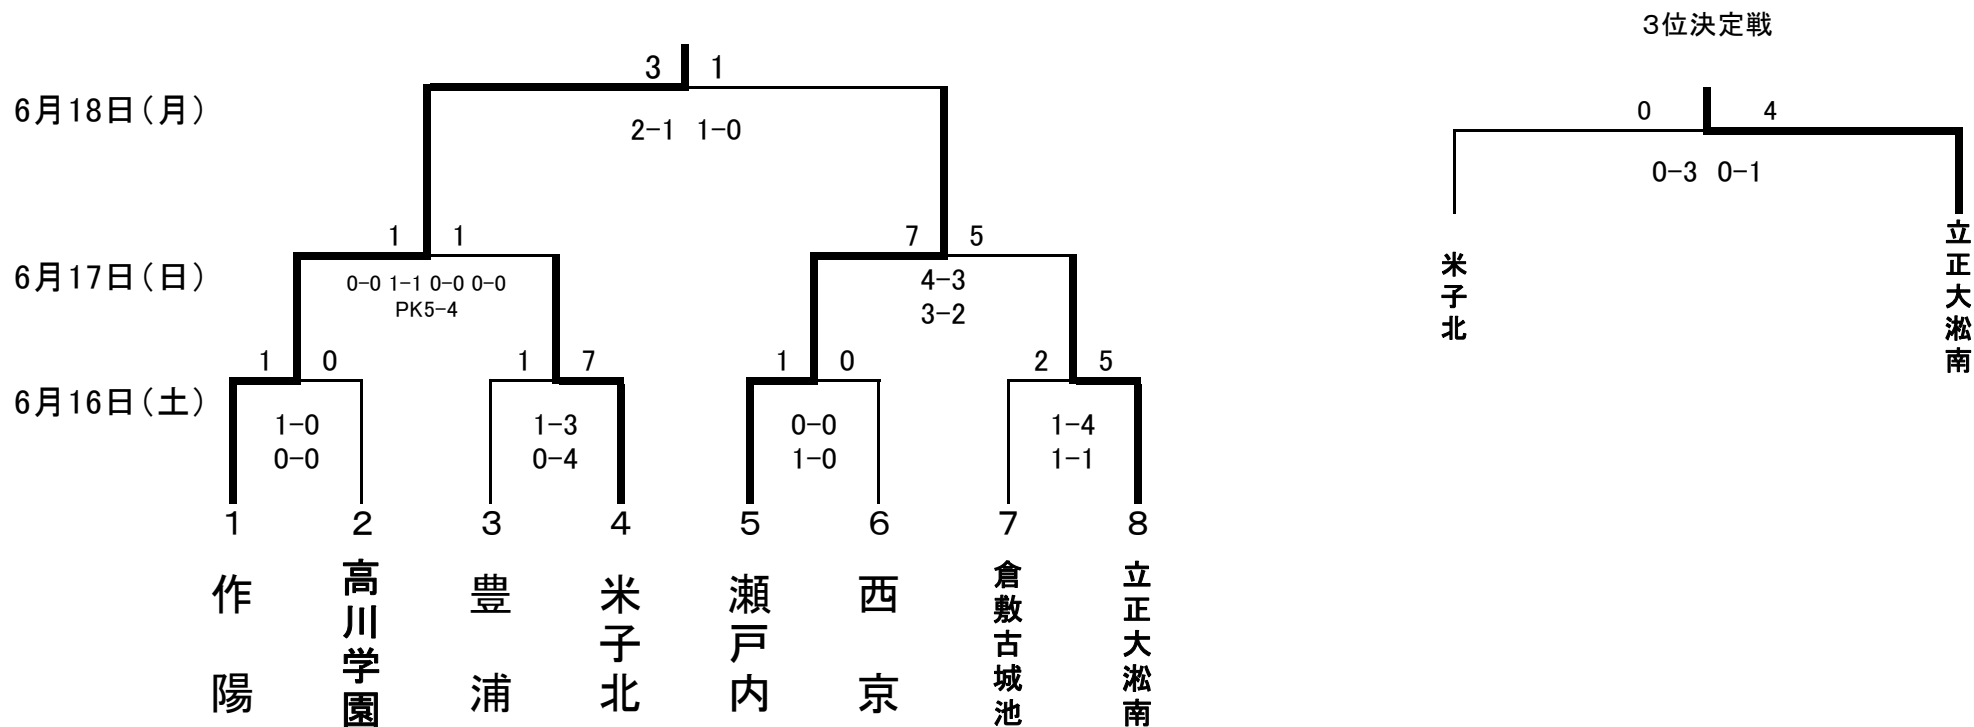 3位決定戦
3 1
6月18日(月)
2-1 1-0
0 4
0-3 0-1
米子北
立正大淞南
1 1
7 5
6月17日(日)
0-0 1-1 0-0 0-0
PK5-4
4-3
3-2
1 0
1 7
1 0
2 5
6月16日(土)
1-0
0-0
1-3
0-4
0-0
1-0
1-4
1-1
1 2 3 4 5 6 7 8
作陽
高川学園
豊浦
米子北
瀬戸内
西京
倉敷古城池
立正大淞南